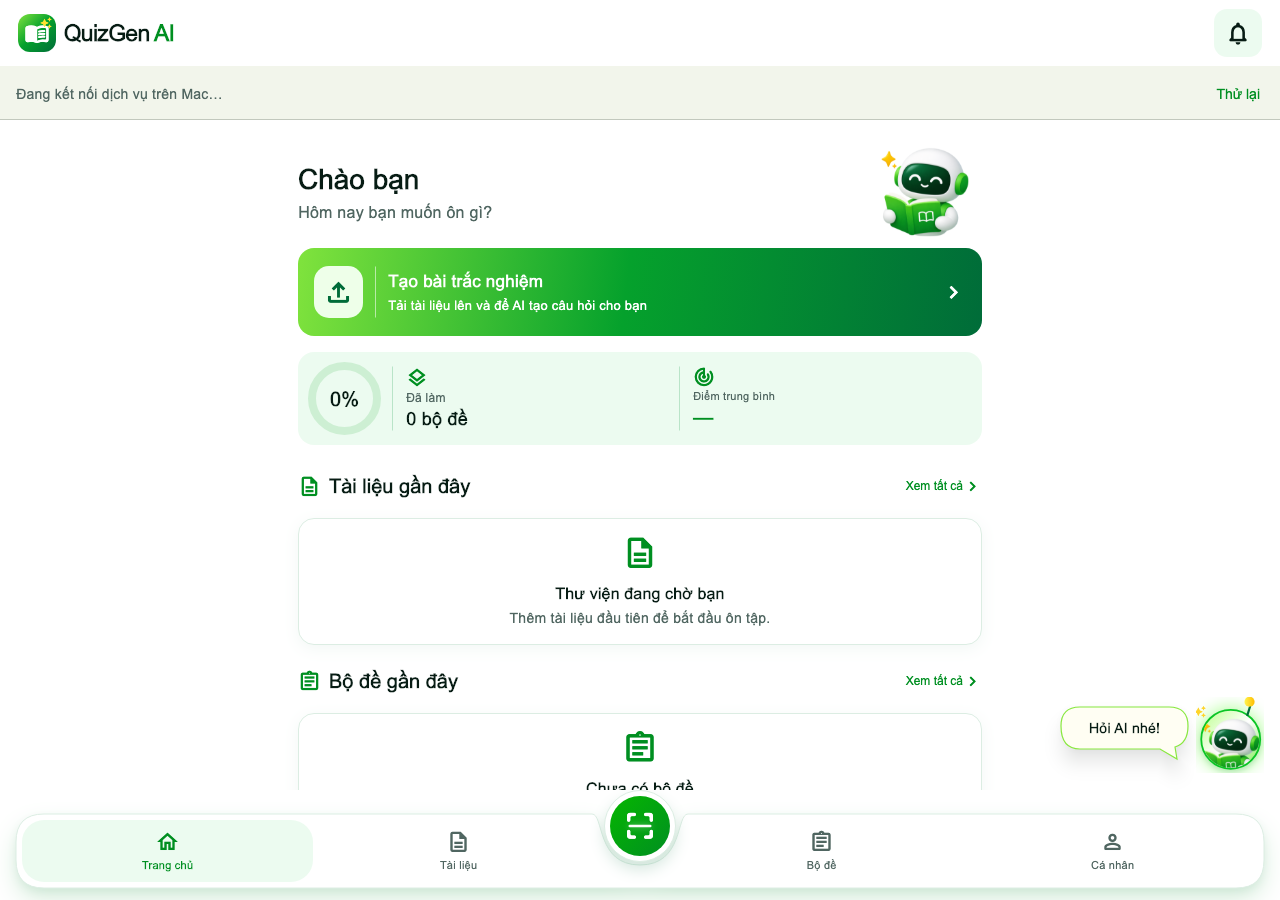 QuizGen AI
Đang kết nối dịch vụ trên Mac…
Thử lại
Chào bạn
Hôm nay bạn muốn ôn gì?
Tạo bài trắc nghiệm
Tải tài liệu lên và để AI tạo câu hỏi cho bạn
0%
Đã làm
0 bộ đề
Điểm trung bình
—
Tài liệu gần đây
Xem tất cả
Thư viện đang chờ bạn
Thêm tài liệu đầu tiên để bắt đầu ôn tập.
Bộ đề gần đây
Xem tất cả
Chưa có bộ đề
Hỏi AI nhé!
Trang chủ
Tài liệu
Bộ đề
Cá nhân